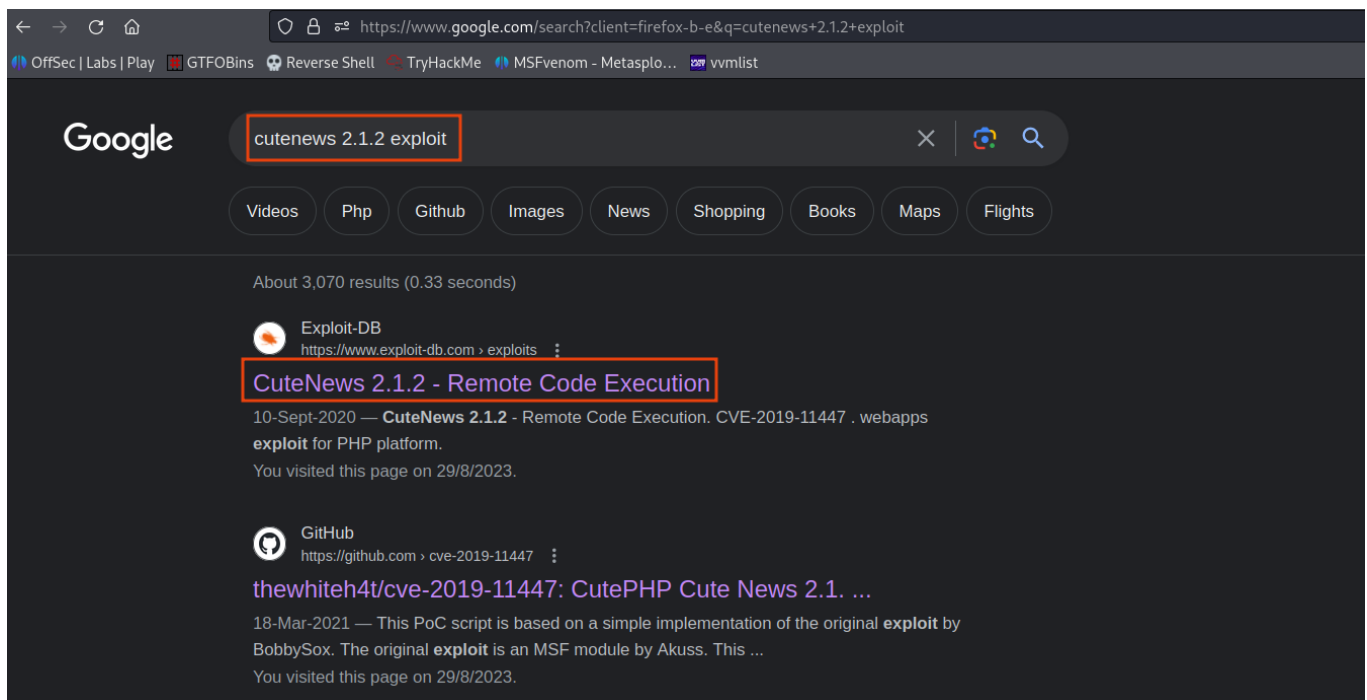 https://www.google.com/search?client=firefox-b-e&q=cutenews+2.1.2+exploit
OffSec | Labs | Play GTFOBins Reverse Shell TryHackMe MSFvenom - Metasplo... vvmlist
Google
cutenews 2.1.2 exploit
Videos Php Github Images News Shopping Books Maps Flights
About 3,070 results (0.33 seconds)
Exploit-DB
https://www.exploit-db.com › exploits
CuteNews 2.1.2 - Remote Code Execution
10-Sept-2020 — CuteNews 2.1.2 - Remote Code Execution. CVE-2019-11447 . webapps
exploit for PHP platform.
You visited this page on 29/8/2023.
GitHub
https://github.com › cve-2019-11447
thewhiteh4t/cve-2019-11447: CutePHP Cute News 2.1. ...
18-Mar-2021 — This PoC script is based on a simple implementation of the original exploit by
BobbySox. The original exploit is an MSF module by Akuss. This ...
You visited this page on 29/8/2023.